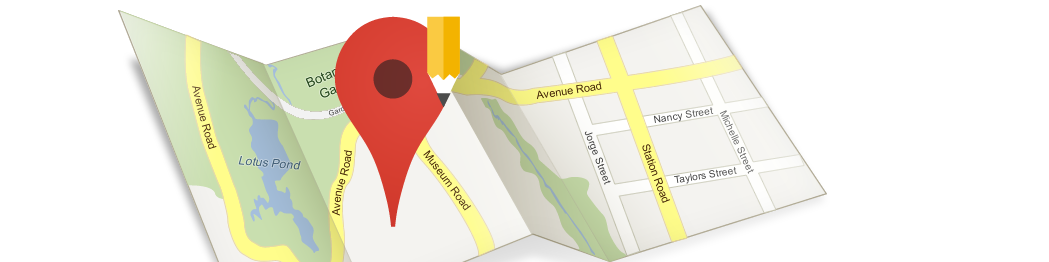 Avenue Road
Lotus Pond
Avenue Road
Museum Road
Avenue Road
Jorge Street
Nancy Street
Station Road
Michelle Street
Taylors Street